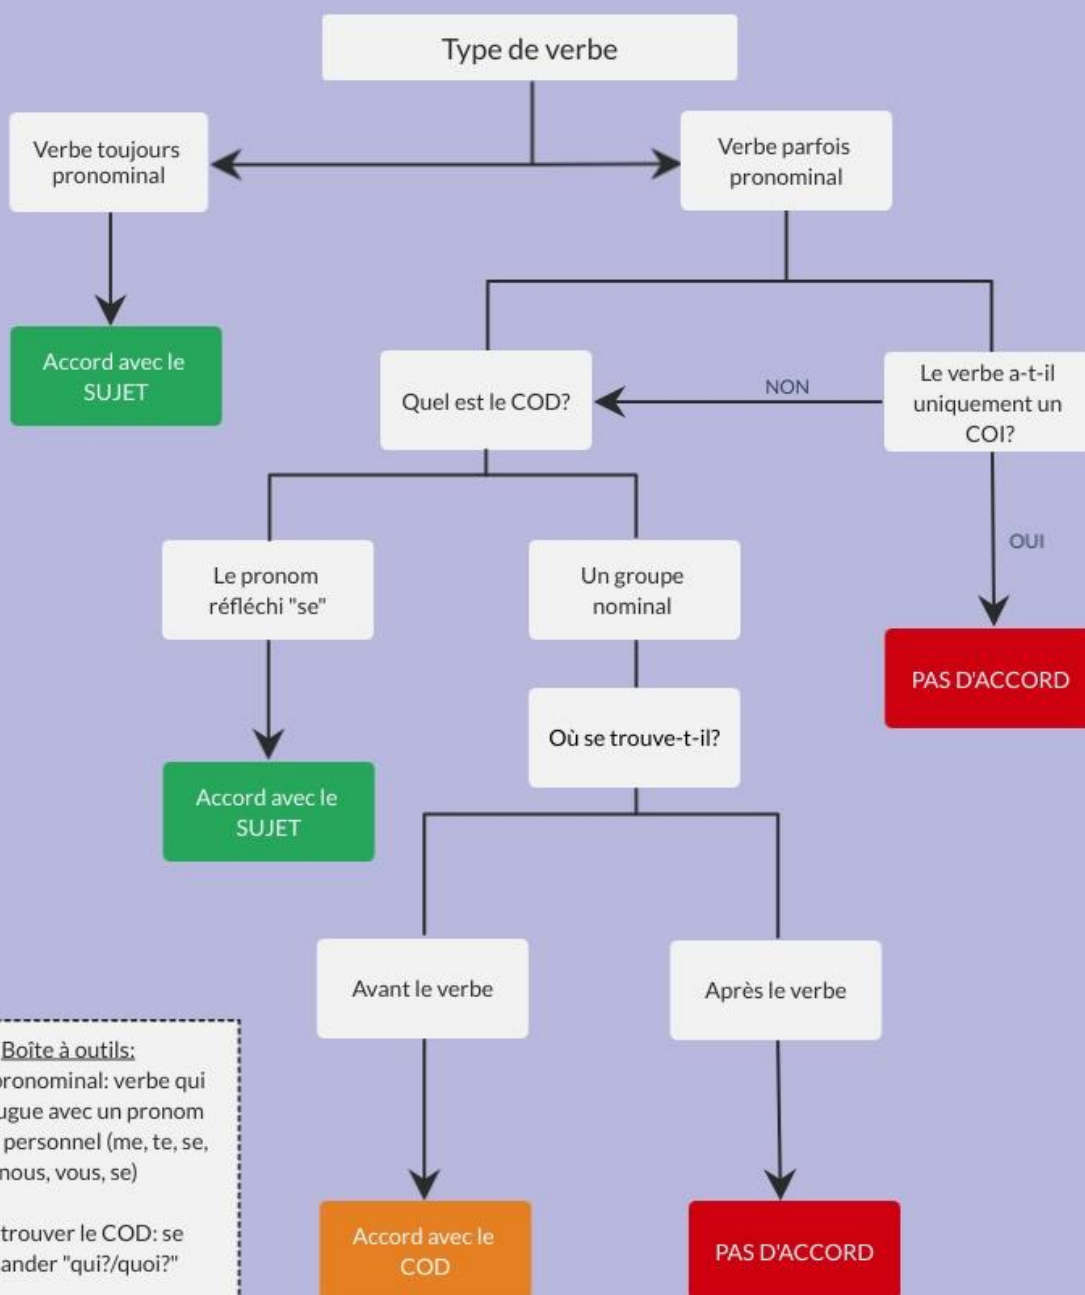 Type de verbe
Verbe toujours
pronominal
Verbe parfois
pronominal
Accord avec le
SUJET
Quel est le COD?
NON
Le verbe a-t-il
uniquement un
COI?
OUI
Le pronom
réfléchi "se"
Un groupe
nominal
PAS D'ACCORD
Où se trouve-t-il?
Accord avec le
SUJET
Avant le verbe
Après le verbe
Boîte à outils:
pronominal: verbe qui
ugue avec un pronom
personnel (me, te, se,
nous, vous, se)
trouver le COD: se
ander "qui?/quoi?"
Accord avec le
COD
PAS D'ACCORD